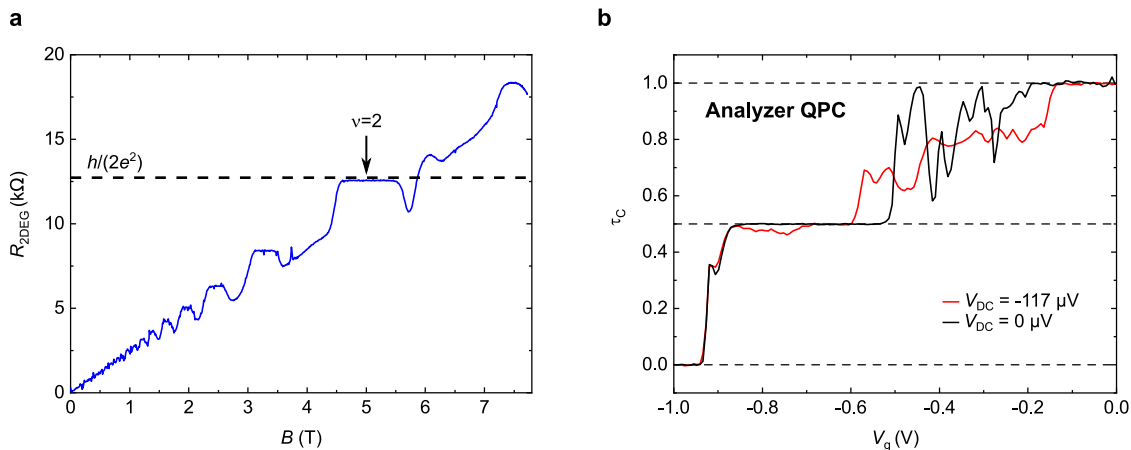 a
20
15
10
5
0
R2DEG (kΩ)
h/(2e²)
ν=2
0 1 2 3 4 5 6 7
B (T)
b
1.0
0.8
0.6
0.4
0.2
0.0
τC
Analyzer QPC
VDC = -117 µV
VDC = 0 µV
-1.0 -0.8 -0.6 -0.4 -0.2 0.0
Vg (V)